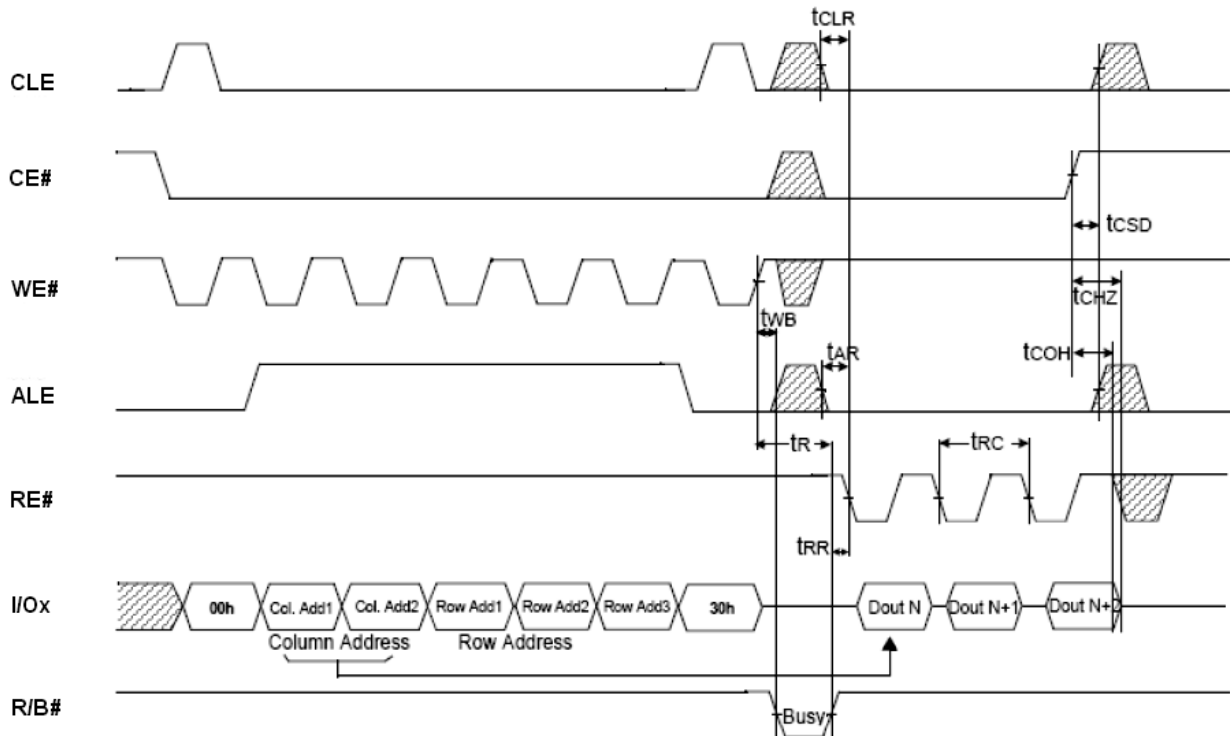 tCLR
CLE
CE#
tCSD
WE#
tCHZ
tWB
tCOH
tAR
ALE
tR
tRC
RE#
tRR
I/Ox
00h
Col. Add1
Col. Add2
Row Add1
Row Add2
Row Add3
30h
Dout N
Dout N+1
Dout N+2
Column Address
Row Address
R/B#
Busy